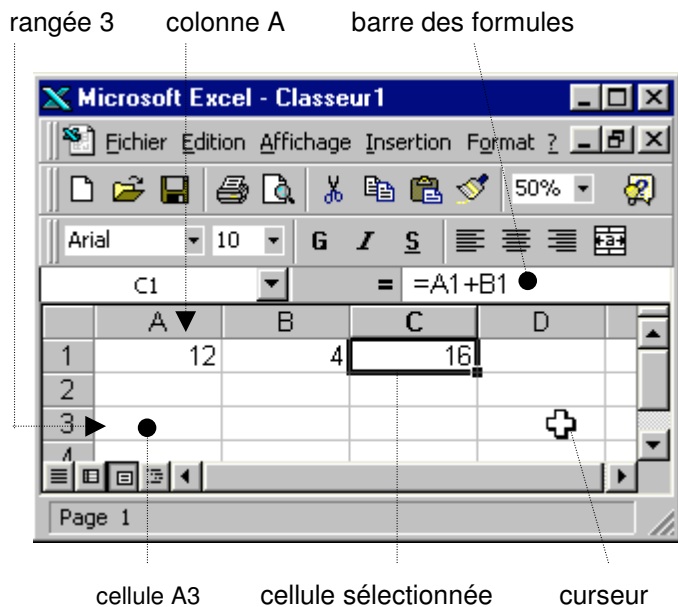 rangée 3 colonne A barre des formules
Microsoft Excel - Classeur1
Fichier Edition Affichage Insertion Format ?
50%
Arial 10 G I S a
C1 = =A1+B1
A B C D
1 12 4 16
2
3
4
Page 1
cellule A3 cellule sélectionnée curseur